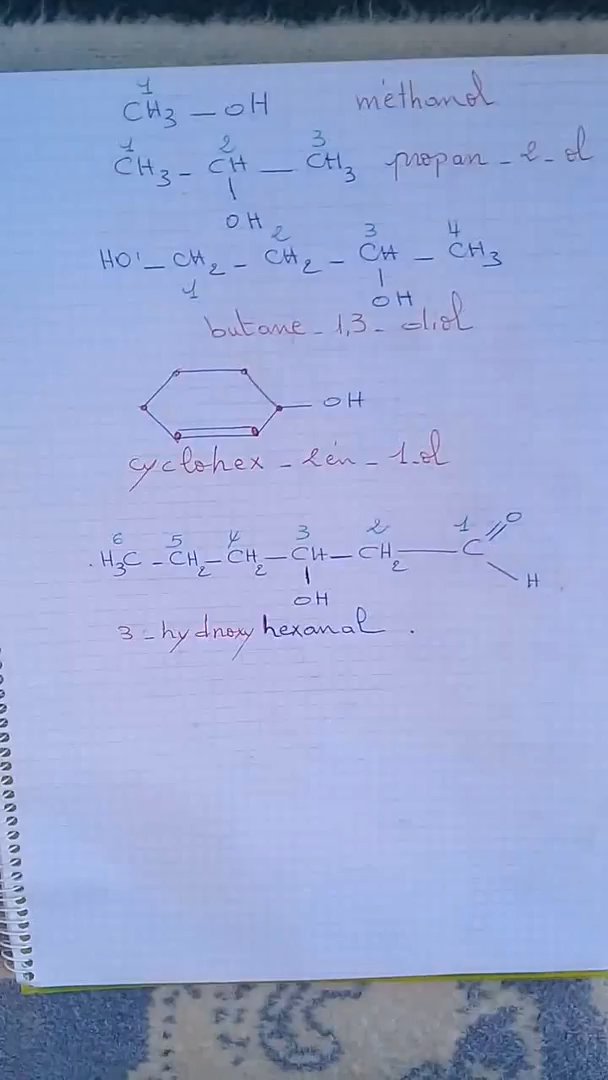 1
CH3 – OH méthanol
1 2 3
CH3 – CH – CH3 propan – 2 – ol
OH
2 3 4
HO – CH2 – CH2 – CH – CH3
1
OH
butane – 1,3 – diol
OH
cyclohex – 2én – 1.ol
6 5 4 3 2 1 O
H3C – CH2 – CH2 – CH – CH2 – C
H
OH
3 – hydroxy hexanal .